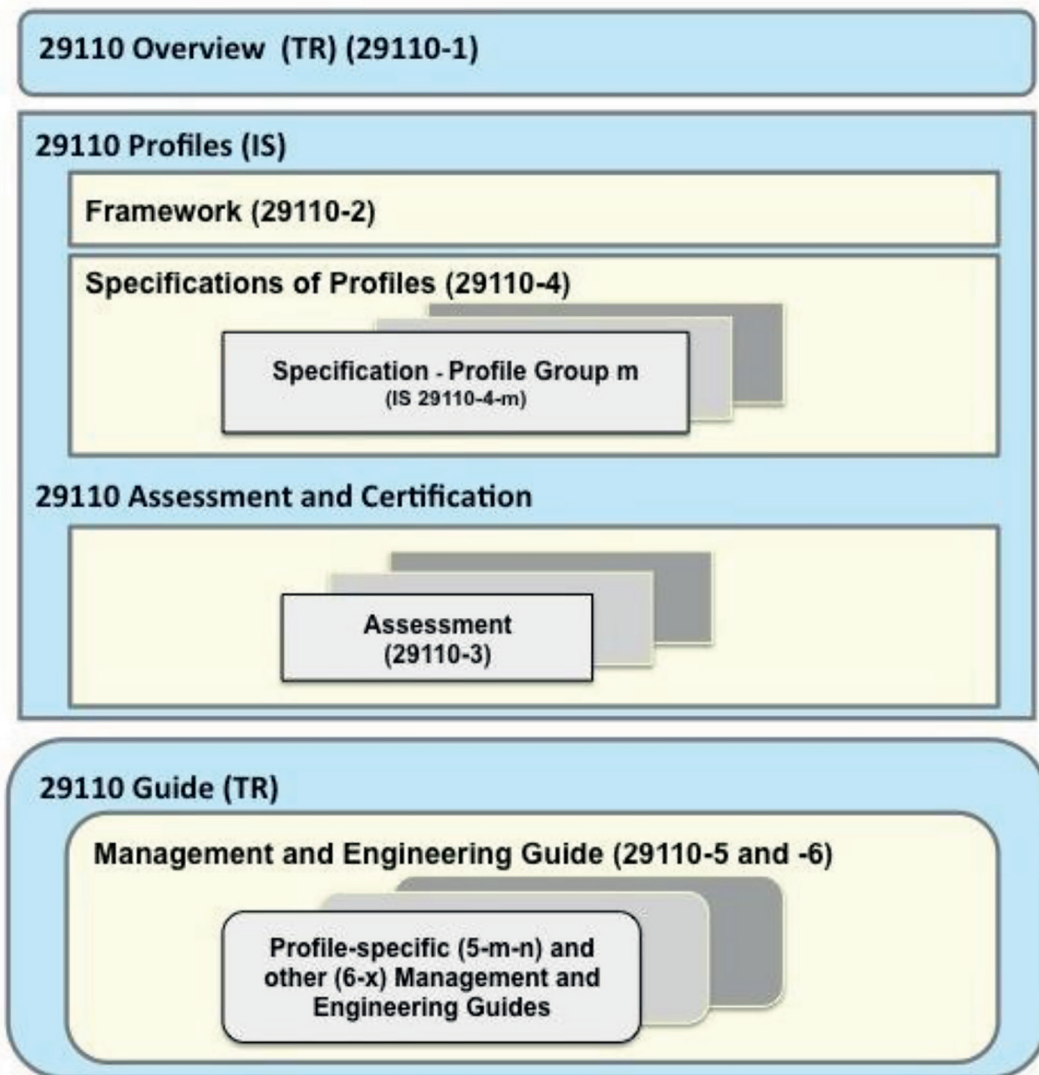 29110 Overview (TR) (29110-1)
29110 Profiles (IS)
Framework (29110-2)
Specifications of Profiles (29110-4)
Specification - Profile Group m
(IS 29110-4-m)
29110 Assessment and Certification
Assessment
(29110-3)
29110 Guide (TR)
Management and Engineering Guide (29110-5 and -6)
Profile-specific (5-m-n) and
other (6-x) Management and
Engineering Guides